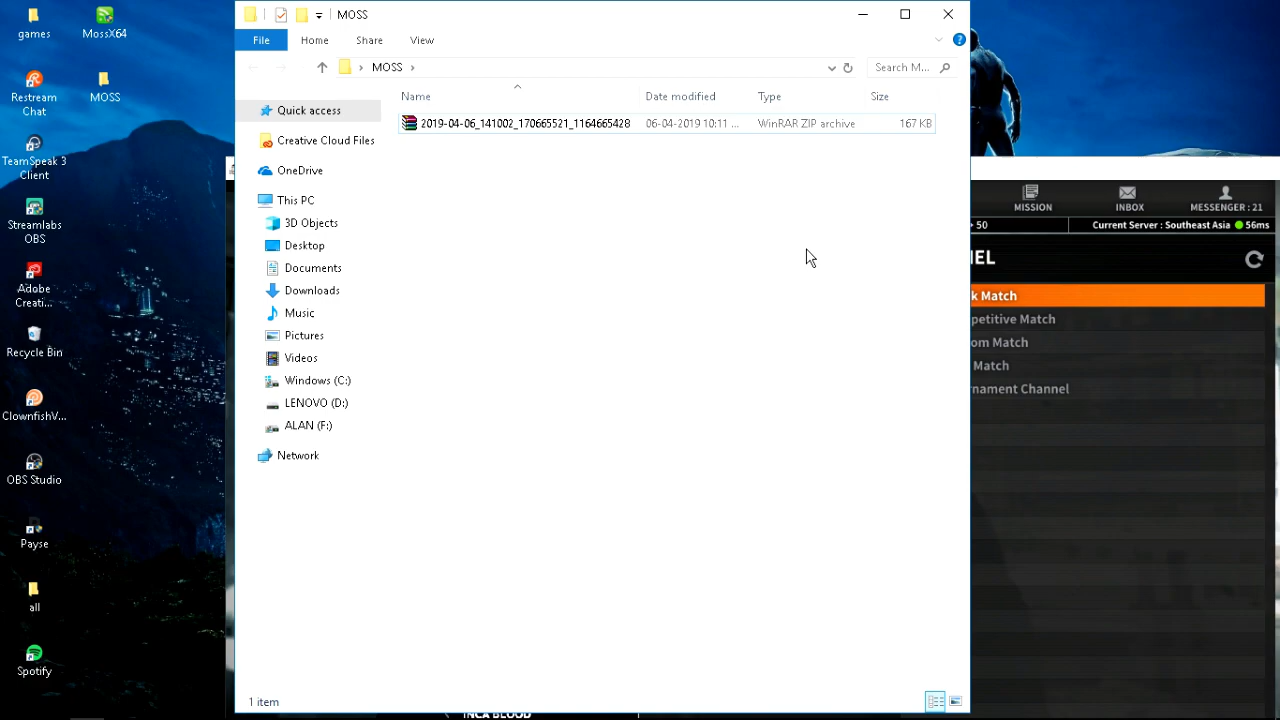 games
MossX64
Restream
Chat
MOSS
TeamSpeak 3
Client
Streamlabs
OBS
Adobe
Creati...
Recycle Bin
ClownfishV...
OBS Studio
Payse
all
Spotify
MOSS
File Home Share View
MOSS
Search M...
Name Date modified Type Size
2019-04-06_141002_170665521_1164665428 06-04-2019 10:11 ... WinRAR ZIP archive 167 KB
Quick access
Creative Cloud Files
OneDrive
This PC
3D Objects
Desktop
Documents
Downloads
Music
Pictures
Videos
Windows (C:)
LENOVO (D:)
ALAN (F:)
Network
1 item
MISSION INBOX MESSENGER : 21
50 Current Server : Southeast Asia 56ms
EL
k Match
petitive Match
om Match
Match
rnament Channel
INCA BLOOD